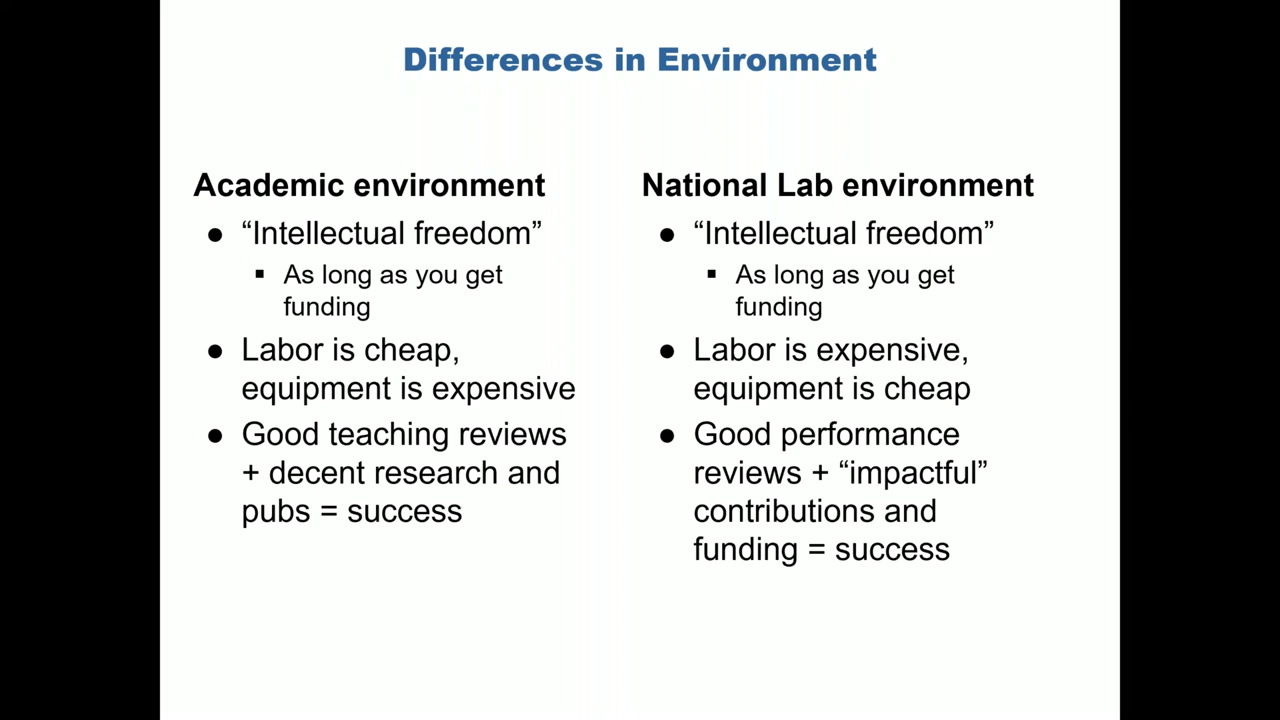 Differences in Environment
Academic environment
● “Intellectual freedom”
▪ As long as you get
funding
● Labor is cheap,
equipment is expensive
● Good teaching reviews
+ decent research and
pubs = success
National Lab environment
● “Intellectual freedom”
▪ As long as you get
funding
● Labor is expensive,
equipment is cheap
● Good performance
reviews + “impactful”
contributions and
funding = success